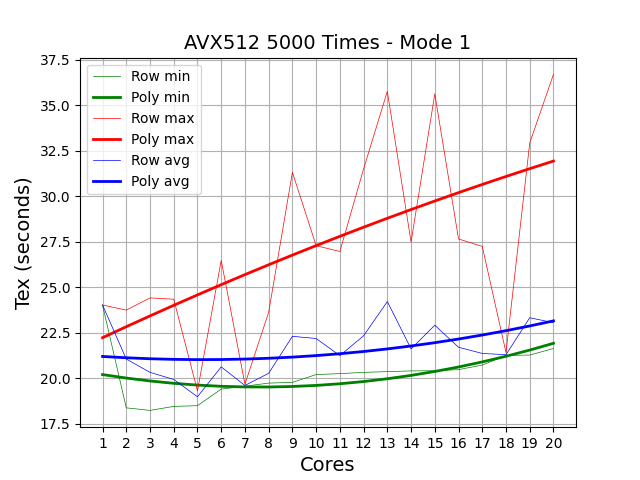 AVX512 5000 Times - Mode 1
Tex (seconds)
37.5
35.0
32.5
30.0
27.5
25.0
22.5
20.0
17.5
Row min
Poly min
Row max
Poly max
Row avg
Poly avg
1 2 3 4 5 6 7 8 9 10 11 12 13 14 15 16 17 18 19 20
Cores